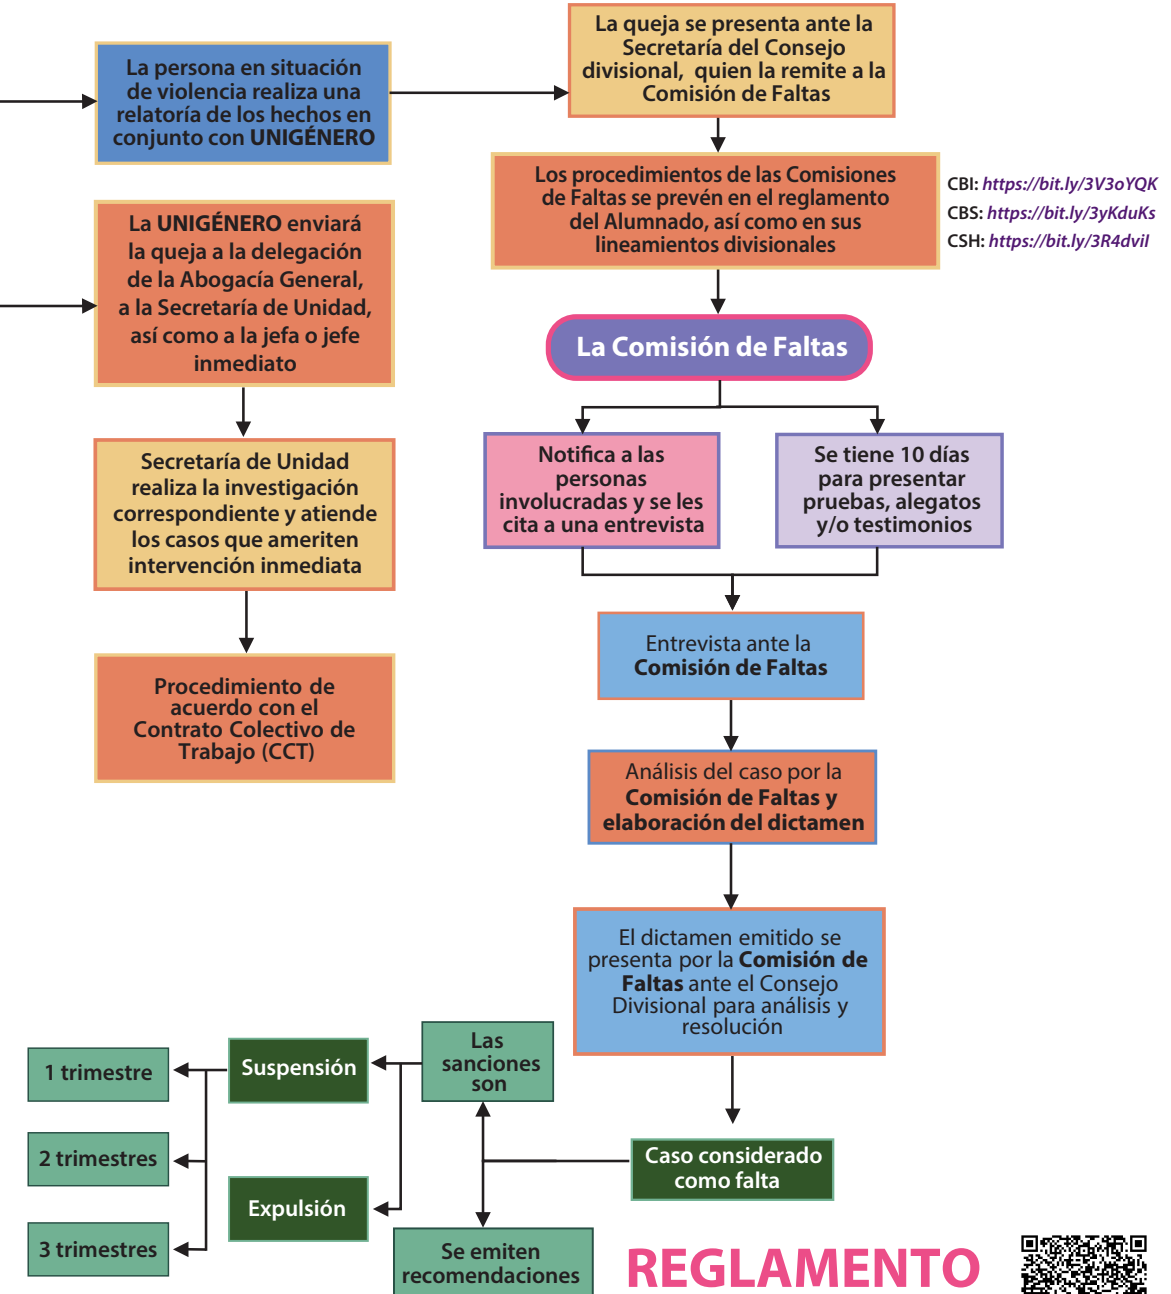 La persona en situación
de violencia realiza una
relatoría de los hechos en
conjunto con UNIGÉNERO
La queja se presenta ante la
Secretaría del Consejo
divisional, quien la remite a la
Comisión de Faltas
Los procedimientos de las Comisiones
de Faltas se prevén en el reglamento
del Alumnado, así como en sus
lineamientos divisionales
CBI: https://bit.ly/3V3oYQK
CBS: https://bit.ly/3yKduKs
CSH: https://bit.ly/3R4dviI
La UNIGÉNERO enviará
la queja a la delegación
de la Abogacía General,
a la Secretaría de Unidad,
así como a la jefa o jefe
inmediato
Secretaría de Unidad
realiza la investigación
correspondiente y atiende
los casos que ameriten
intervención inmediata
Procedimiento de
acuerdo con el
Contrato Colectivo de
Trabajo (CCT)
La Comisión de Faltas
Notifica a las
personas
involucradas y se les
cita a una entrevista
Se tiene 10 días
para presentar
pruebas, alegatos
y/o testimonios
Entrevista ante la
Comisión de Faltas
Análisis del caso por la
Comisión de Faltas y
elaboración del dictamen
El dictamen emitido se
presenta por la Comisión de
Faltas ante el Consejo
Divisional para análisis y
resolución
Caso considerado
como falta
Las
sanciones
son
Suspensión
1 trimestre
2 trimestres
3 trimestres
Expulsión
Se emiten
recomendaciones
REGLAMENTO